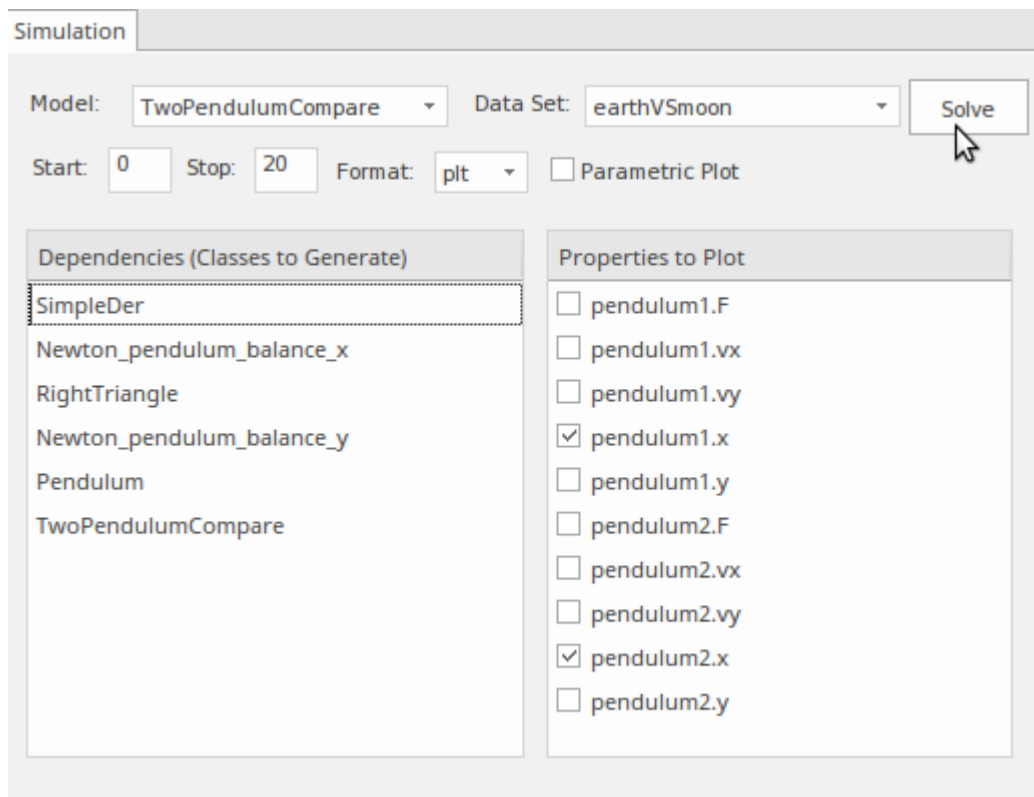 Simulation
Model: TwoPendulumCompare Data Set: earthVSmoon Solve
Start: 0 Stop: 20 Format: plt Parametric Plot
Dependencies (Classes to Generate)
SimpleDer
Newton_pendulum_balance_x
RightTriangle
Newton_pendulum_balance_y
Pendulum
TwoPendulumCompare
Properties to Plot
pendulum1.F
pendulum1.vx
pendulum1.vy
pendulum1.x
pendulum1.y
pendulum2.F
pendulum2.vx
pendulum2.vy
pendulum2.x
pendulum2.y